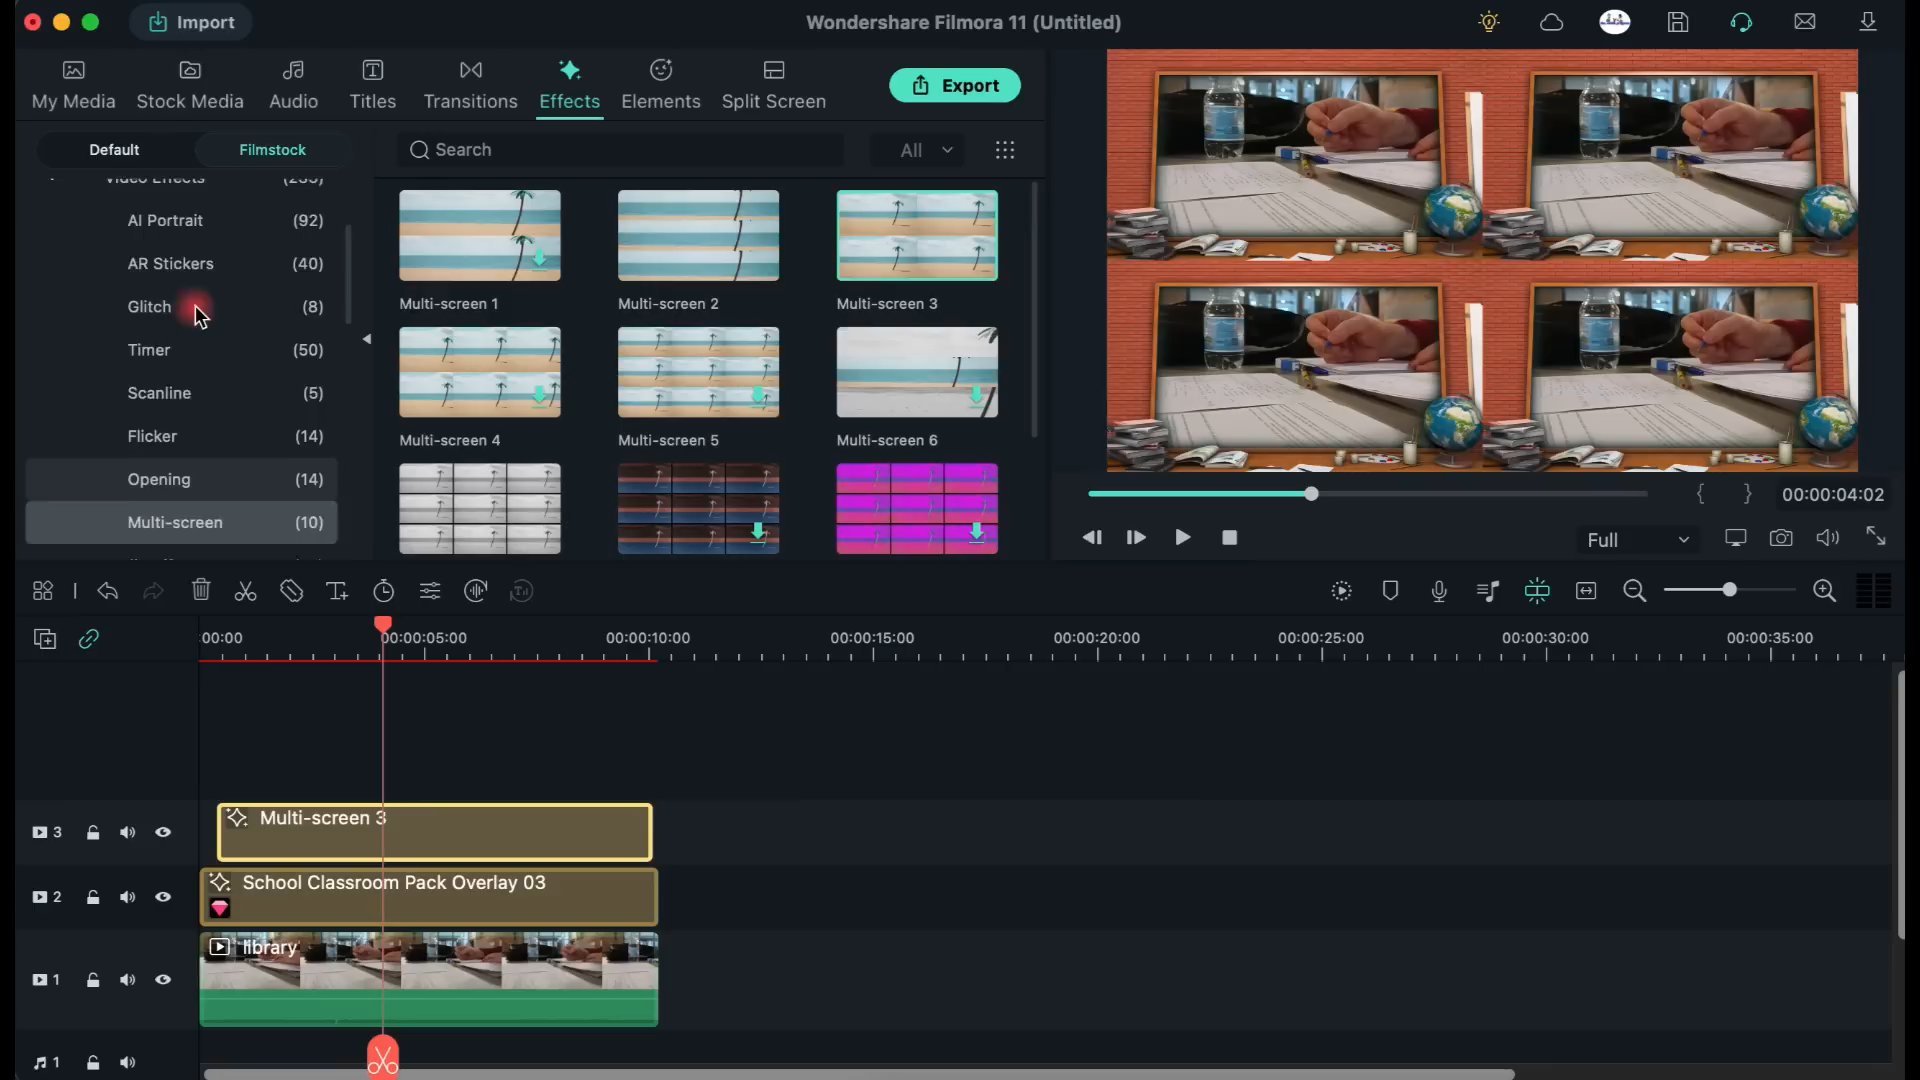 Import
Wondershare Filmora 11 (Untitled)
My Media
Stock Media
Audio
Titles
Transitions
Effects
Elements
Split Screen
Export
Default
Filmstock
Search
All
Video Effects (235)
AI Portrait (92)
AR Stickers (40)
Glitch (8)
Timer (50)
Scanline (5)
Flicker (14)
Opening (14)
Multi-screen (10)
Multi-screen 1
Multi-screen 2
Multi-screen 3
Multi-screen 4
Multi-screen 5
Multi-screen 6
{ }
00:00:04:02
Full
:00:00
00:00:05:00
00:00:10:00
00:00:15:00
00:00:20:00
00:00:25:00
00:00:30:00
00:00:35:00
3
Multi-screen 3
2
School Classroom Pack Overlay 03
1
library
1